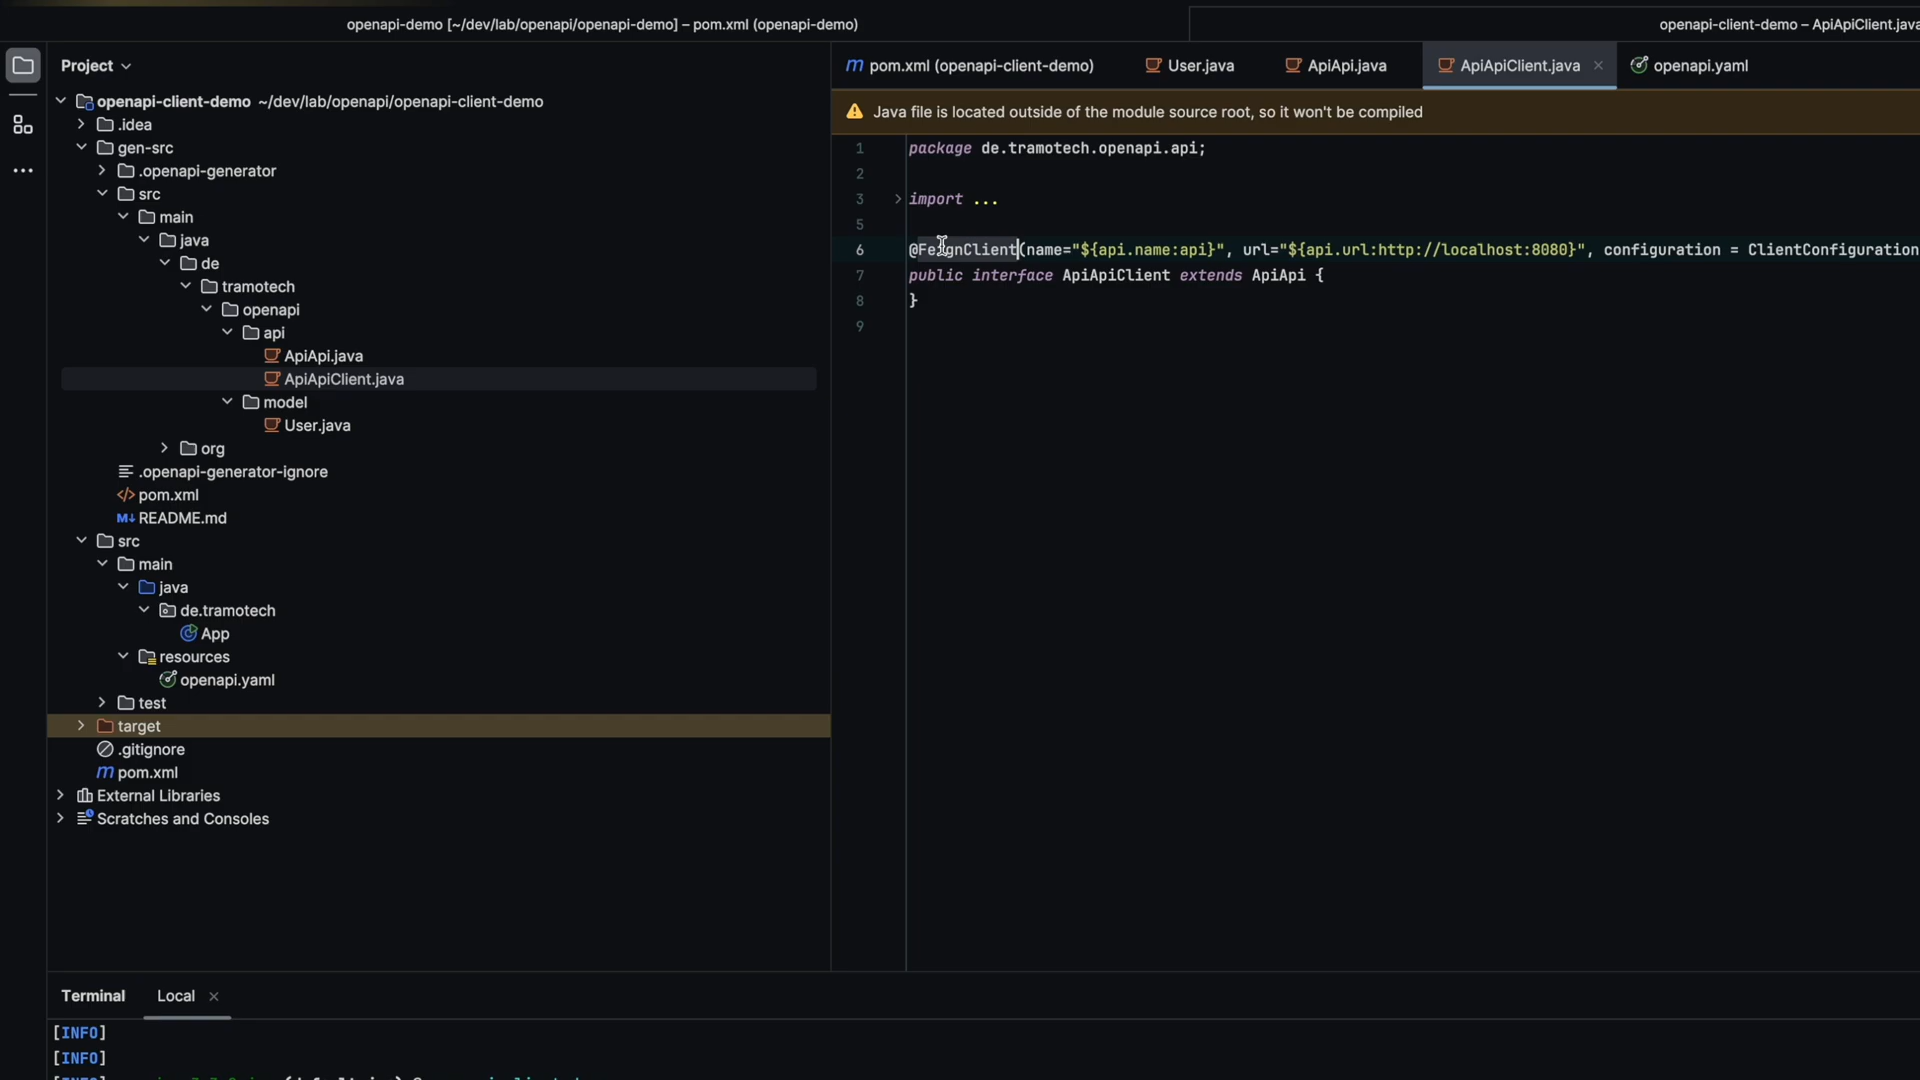 openapi-demo [~/dev/lab/openapi/openapi-demo] – pom.xml (openapi-demo)
openapi-client-demo – ApiApiClient.java
Project
pom.xml (openapi-client-demo)
User.java
ApiApi.java
ApiApiClient.java
openapi.yaml
openapi-client-demo ~/dev/lab/openapi/openapi-client-demo
.idea
gen-src
.openapi-generator
src
main
java
de
tramotech
openapi
api
ApiApi.java
ApiApiClient.java
model
User.java
org
.openapi-generator-ignore
pom.xml
README.md
src
main
java
de.tramotech
App
resources
openapi.yaml
test
target
.gitignore
pom.xml
External Libraries
Scratches and Consoles
Java file is located outside of the module source root, so it won't be compiled
1 package de.tramotech.openapi.api;
2
3 import ...
5
6 @FeignClient(name="${api.name:api}", url="${api.url:http://localhost:8080}", configuration = ClientConfiguration
7 public interface ApiApiClient extends ApiApi {
8 }
9
Terminal
Local
[INFO]
[INFO]